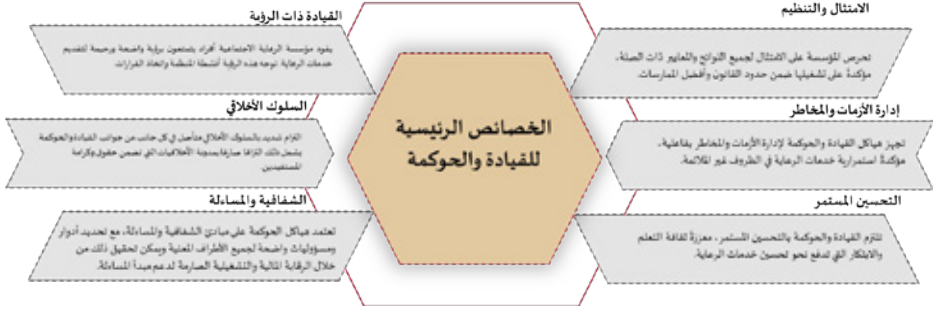 الخصائص الرئيسية
للقيادة والحوكمة
الامتثال والتنظيم
تحرص المؤسسة على الامتثال لجميع اللوائح والمعايير ذات الصلة،
مؤكدةً على تشغيلها ضمن حدود القانون وأفضل الممارسات.
إدارة الأزمات والمخاطر
تجهيز هياكل القيادة والحوكمة لإدارة الأزمات والمخاطر بفاعلية،
مؤكدةً استمرارية خدمات الرعاية في الظروف غير الملائمة.
التحسين المستمر
تلتزم القيادة والحوكمة بالتحسين المستمر، معززةً ثقافة التعلم
والابتكار التي تدفع نحو تحسين خدمات الرعاية.
القيادة ذات الرؤية
يقود مؤسسة الرعاية الاجتماعية أفراد يتمتعون برؤية واضحة ورحيمة لتقديم
خدمات الرعاية. توجه هذه الرؤية أنشطة المنظمة واتخاذ القرارات.
السلوك الأخلاقي
التزام شديد بالسلوك الأخلاقي متأصل في كل جانب من جوانب القيادة والحوكمة
يشمل ذلك التزامًا صارمًا بمدونة الأخلاقيات التي تضمن حقوق وكرامة
المستفيدين.
الشفافية والمساءلة
تعتمد هياكل الحوكمة على مبادئ الشفافية والمساءلة، مع تحديد أدوار
ومسؤوليات واضحة لجميع الأطراف المعنية ويمكن تحقيق ذلك من
خلال الرقابة المالية والتشغيلية الصارمة لدعم مبدأ المساءلة.